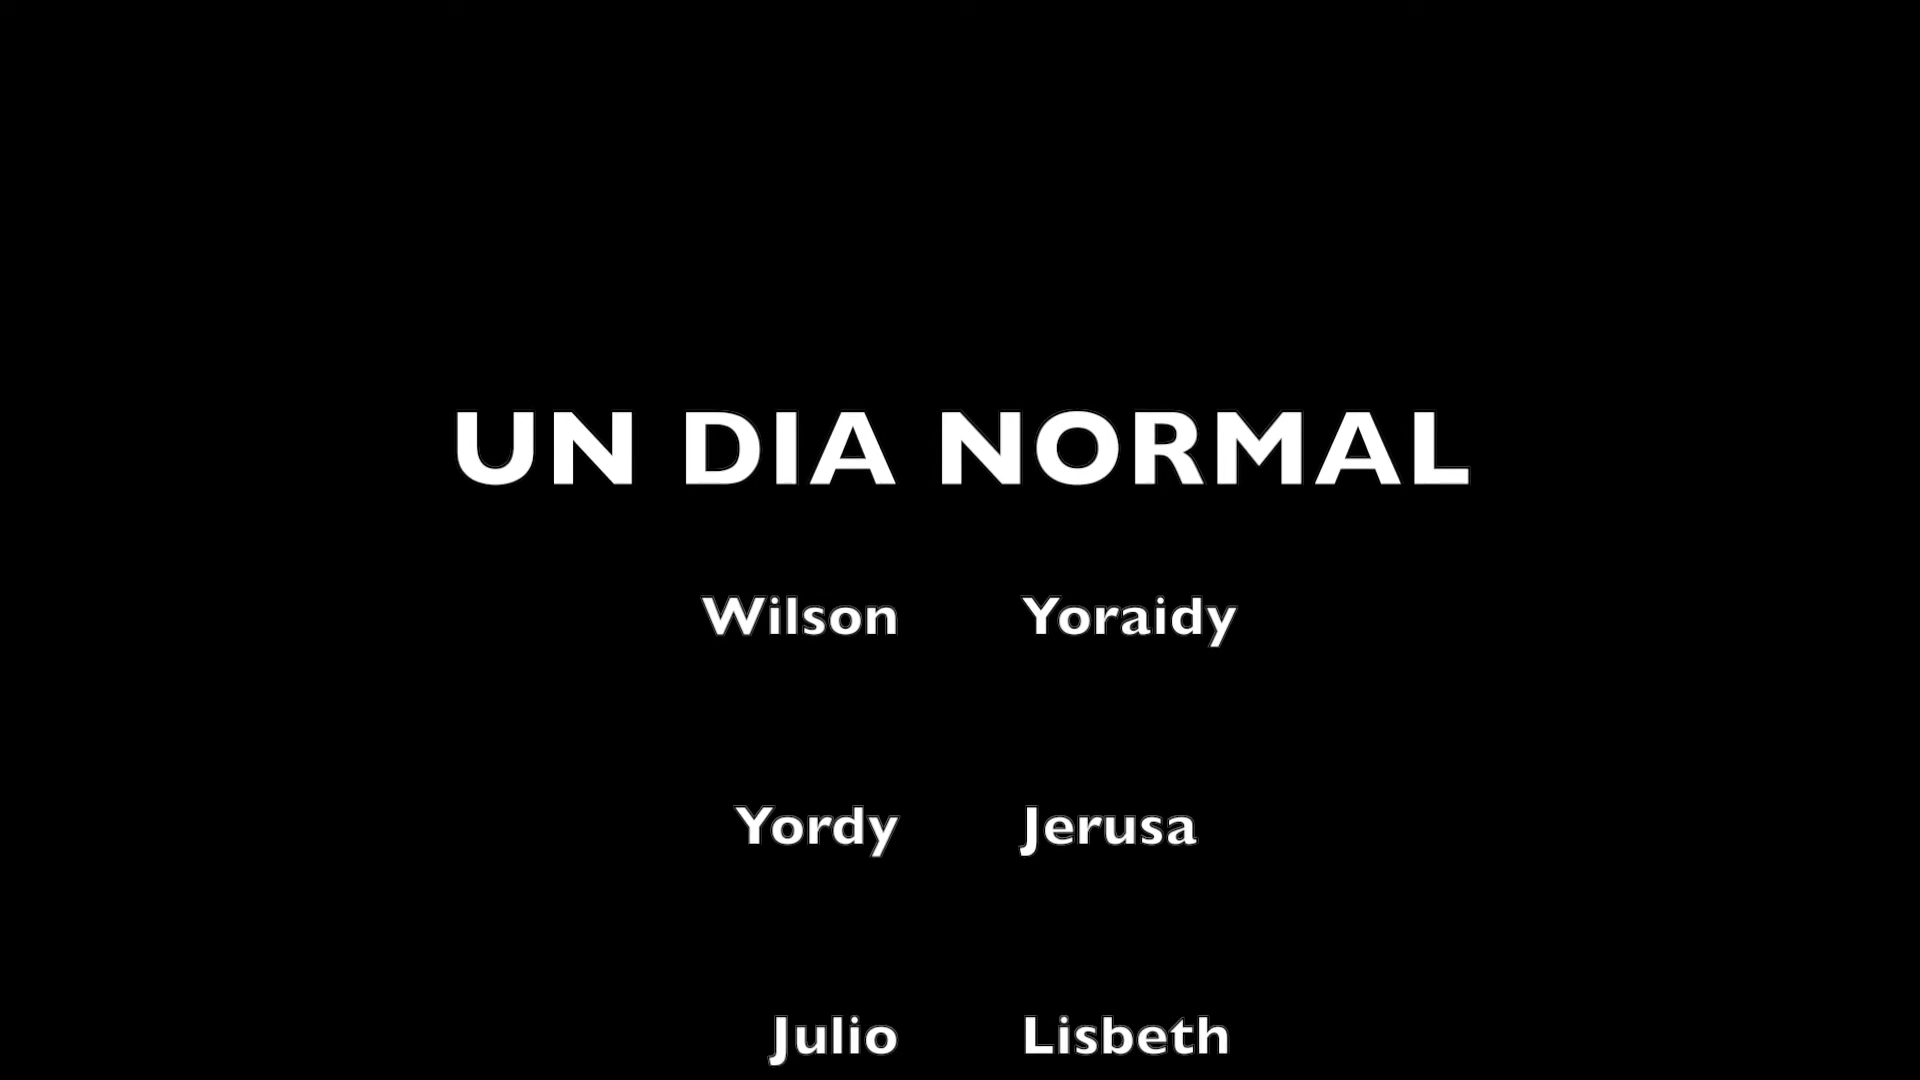 UN DIA NORMAL
Wilson Yoraidy
Yordy Jerusa
Julio Lisbeth